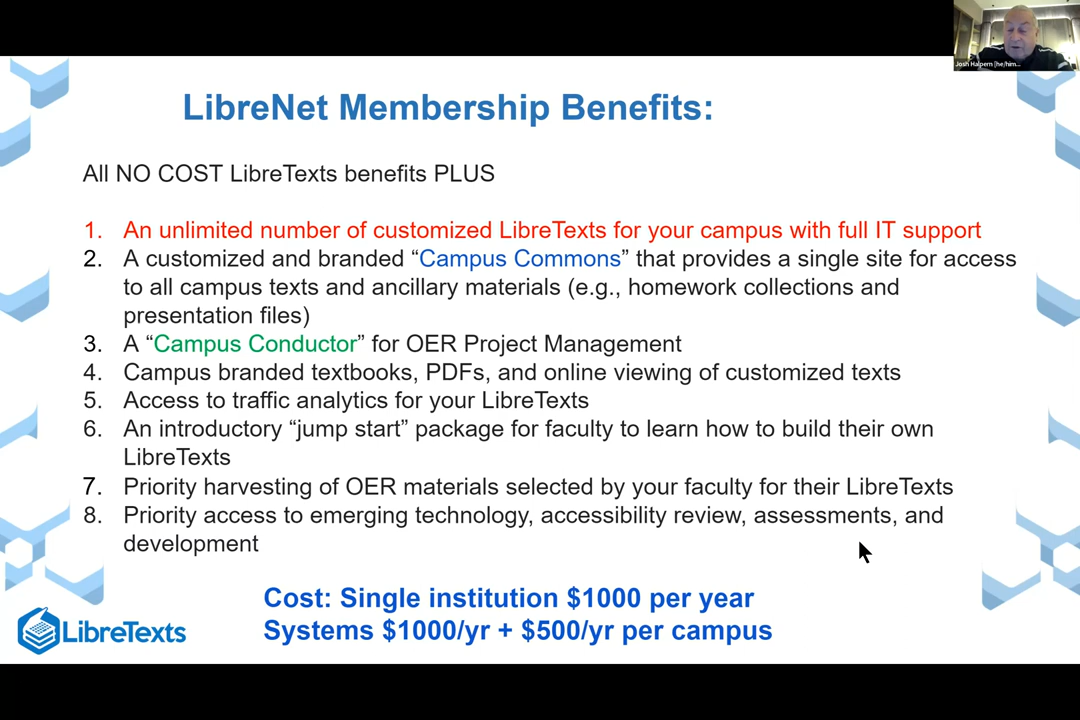 Josh Halpern [he/him...
LibreNet Membership Benefits:
All NO COST LibreTexts benefits PLUS
1. An unlimited number of customized LibreTexts for your campus with full IT support
2. A customized and branded “Campus Commons” that provides a single site for access
to all campus texts and ancillary materials (e.g., homework collections and
presentation files)
3. A “Campus Conductor” for OER Project Management
4. Campus branded textbooks, PDFs, and online viewing of customized texts
5. Access to traffic analytics for your LibreTexts
6. An introductory “jump start” package for faculty to learn how to build their own
LibreTexts
7. Priority harvesting of OER materials selected by your faculty for their LibreTexts
8. Priority access to emerging technology, accessibility review, assessments, and
development
Cost: Single institution $1000 per year
Systems $1000/yr + $500/yr per campus
LibreTexts